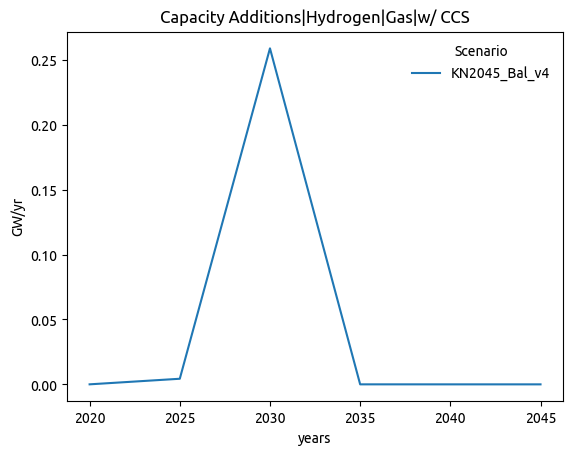 Capacity Additions|Hydrogen|Gas|w/ CCS
Scenario
KN2045_Bal_v4
GW/yr
0.25
0.20
0.15
0.10
0.05
0.00
2020 2025 2030 2035 2040 2045
years